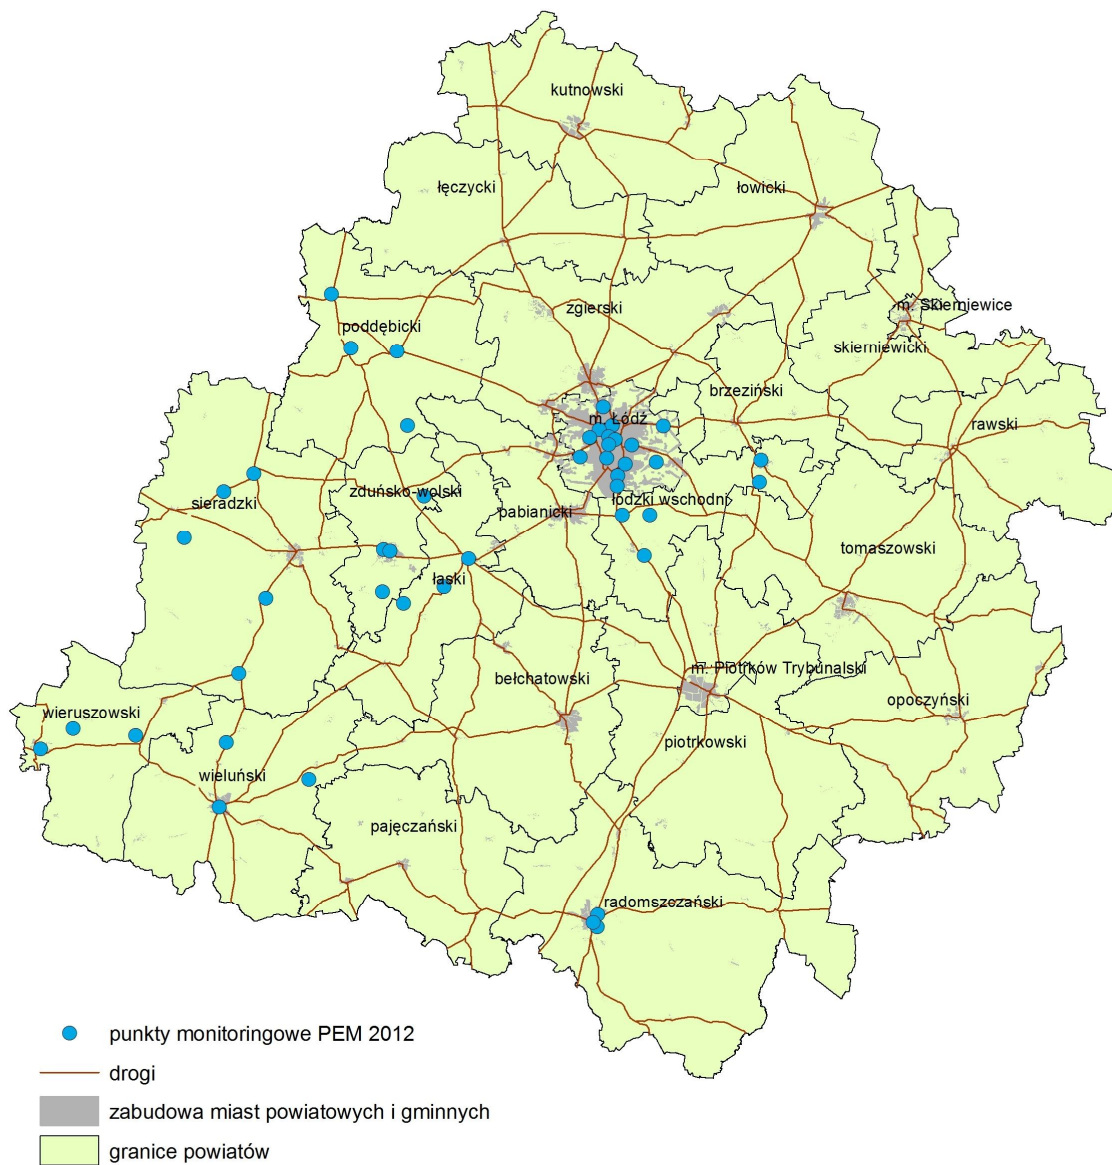 kutnowski
łęczycki
łowicki
m. Skierniewice
zgierski
poddębicki
skierniewicki
brzeziński
m. Łódź
rawski
zduńsko-wolski
sieradzki
łódzki wschodni
pabianicki
tomaszowski
łaski
m. Piotrków Trybunalski
bełchatowski
opoczyński
wieruszowski
piotrkowski
wieluński
pajęczański
radomszczański
punkty monitoringowe PEM 2012
drogi
zabudowa miast powiatowych i gminnych
granice powiatów